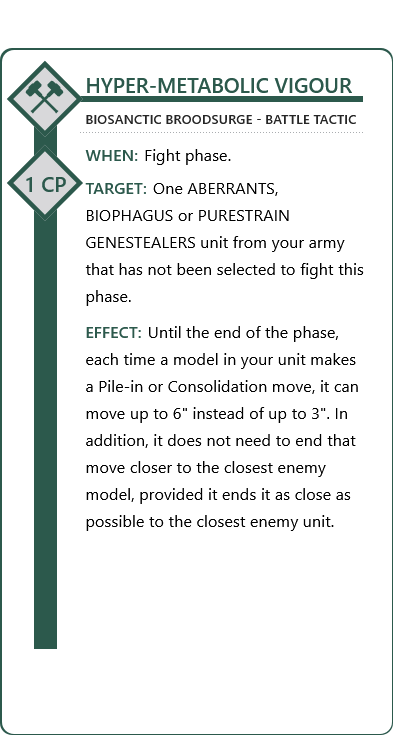 HYPER-METABOLIC VIGOUR
BIOSANCTIC BROODSURGE - BATTLE TACTIC
WHEN: Fight phase.
1 CP
TARGET: One ABERRANTS,
BIOPHAGUS or PURESTRAIN
GENESTEALERS unit from your army
that has not been selected to fight this
phase.
EFFECT: Until the end of the phase,
each time a model in your unit makes
a Pile-in or Consolidation move, it can
move up to 6" instead of up to 3". In
addition, it does not need to end that
move closer to the closest enemy
model, provided it ends it as close as
possible to the closest enemy unit.